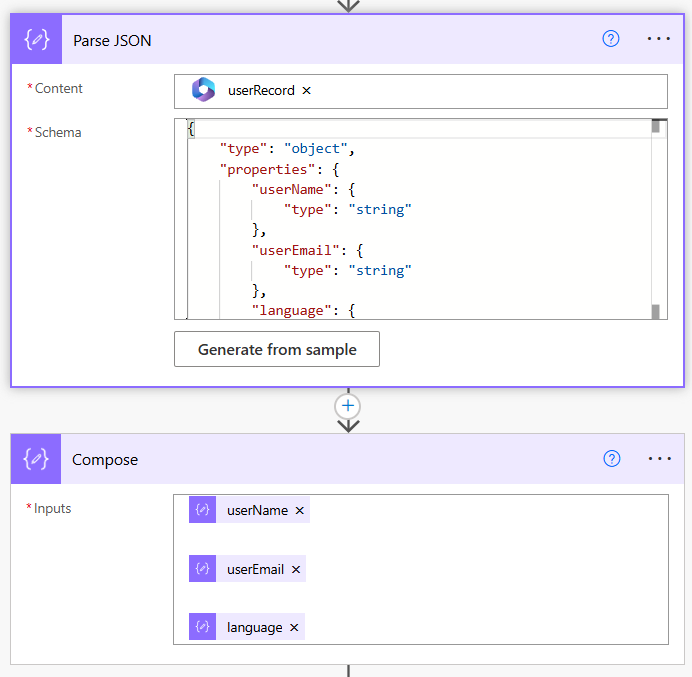 Parse JSON
* Content
userRecord ×
* Schema
{
"type": "object",
"properties": {
"userName": {
"type": "string"
},
"userEmail": {
"type": "string"
},
"language": {
Generate from sample
Compose
* Inputs
userName ×
userEmail ×
language ×